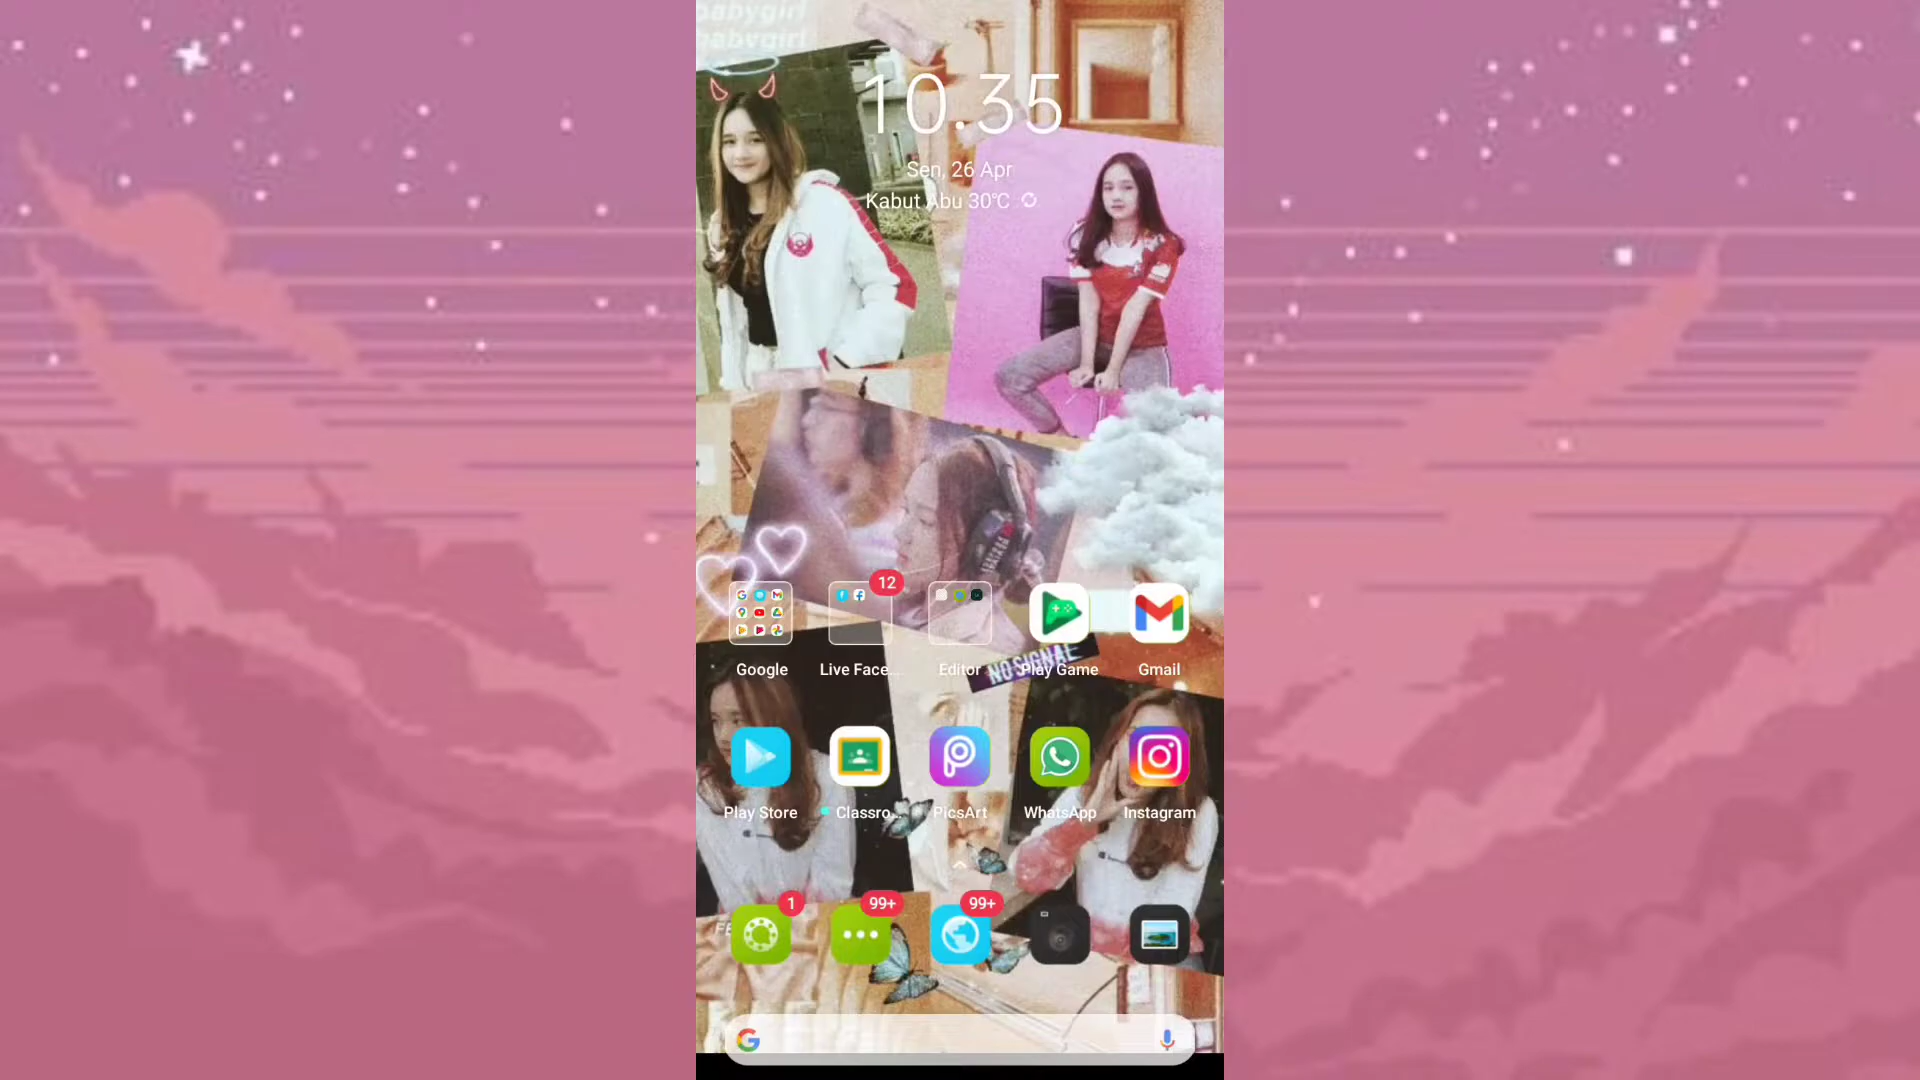 babygirl
babygirl
10.35
Sen, 26 Apr
Kabut Abu 30°C
12
Google
Live Face...
Editor
NO SIGNAL
Play Game
Gmail
Play Store
Classro...
PicsArt
WhatsApp
Instagram
1
99+
99+
FE